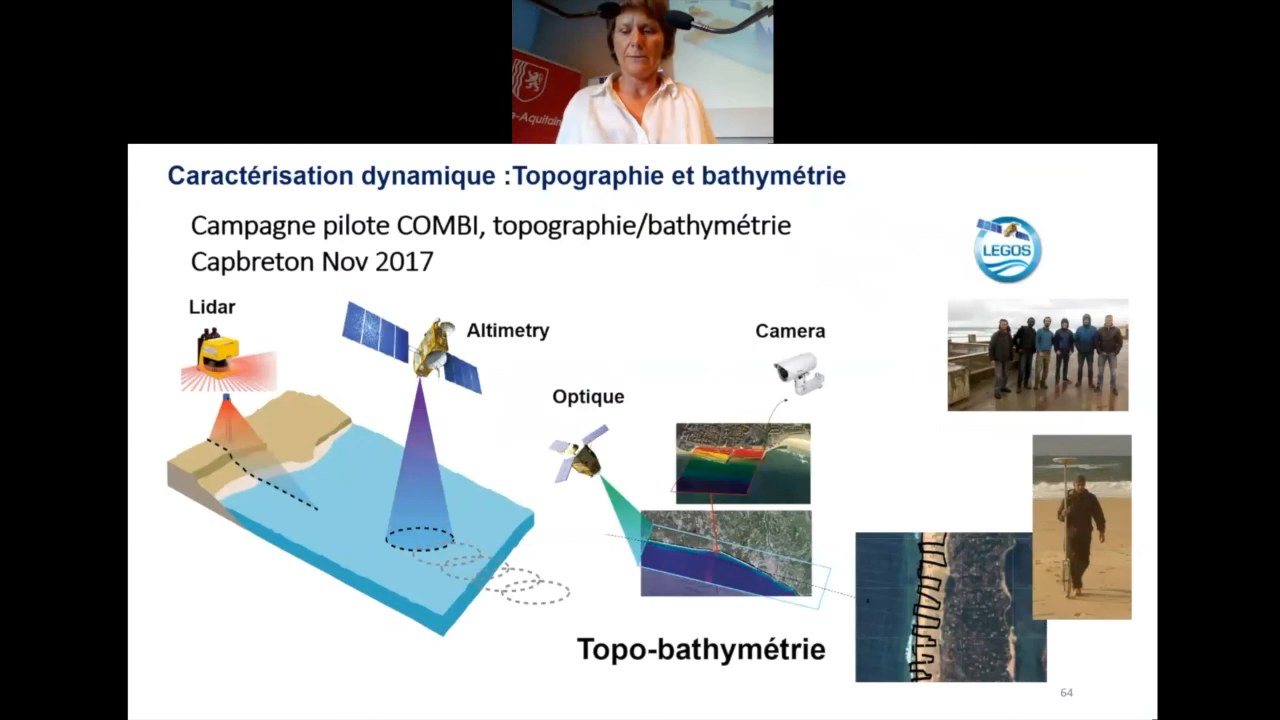 e-Aquitain
Caractérisation dynamique :Topographie et bathymétrie
Campagne pilote COMBI, topographie/bathymétrie
Capbreton Nov 2017
LEGOS
Lidar
Altimetry
Camera
Optique
Topo-bathymétrie
64